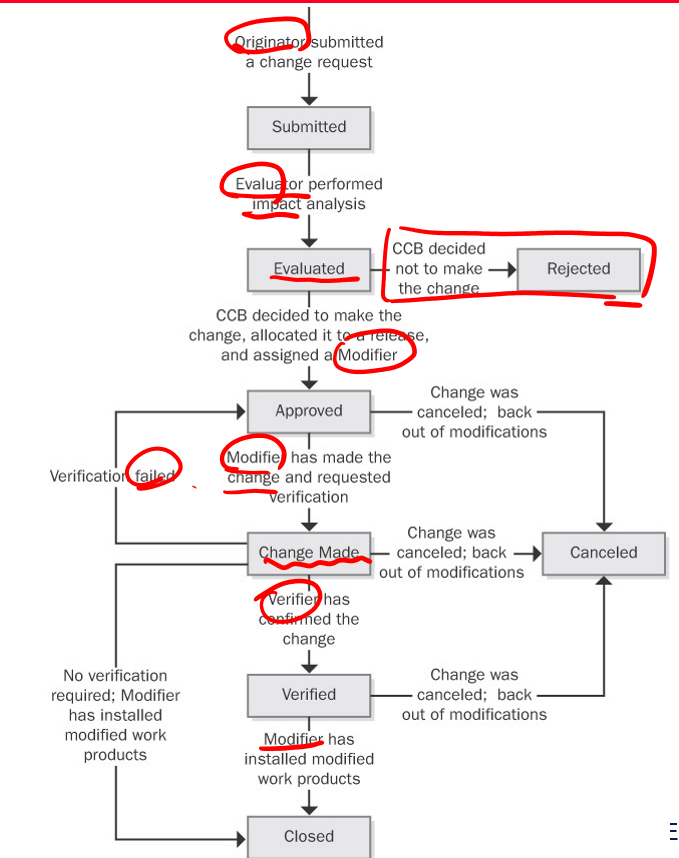 Originator submitted
a change request
Submitted
Evaluator performed
impact analysis
Evaluated
CCB decided
not to make
the change
Rejected
CCB decided to make the
change, allocated it to a release,
and assigned a Modifier
Approved
Change was
canceled; back
out of modifications
Verification failed
Modifier has made the
change and requested
verification
Change Made
Change was
canceled; back
out of modifications
Canceled
Verifier has
confirmed the
change
No verification
required; Modifier
has installed
modified work
products
Verified
Change was
canceled; back
out of modifications
Modifier has
installed modified
work products
Closed